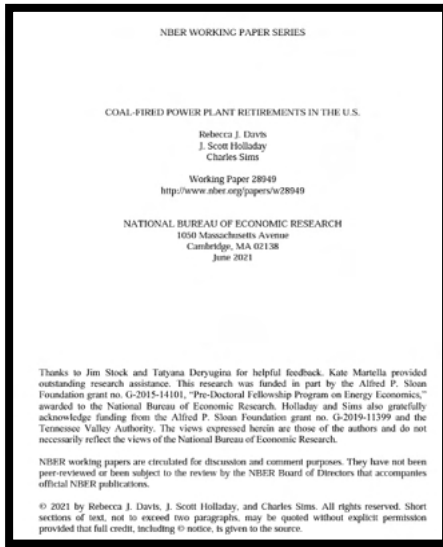 NBER WORKING PAPER SERIES
COAL-FIRED POWER PLANT RETIREMENTS IN THE U.S.
Rebecca J. Davis
J. Scott Holladay
Charles Sims
Working Paper 28949
http://www.nber.org/papers/w28949
NATIONAL BUREAU OF ECONOMIC RESEARCH
1050 Massachusetts Avenue
Cambridge, MA 02138
June 2021
Thanks to Jim Stock and Tatyana Deryugina for helpful feedback. Kate Martella provided
outstanding research assistance. This research was funded in part by the Alfred P. Sloan
Foundation grant no. G-2015-14101, “Pre-Doctoral Fellowship Program on Energy Economics,”
awarded to the National Bureau of Economic Research. Holladay and Sims also gratefully
acknowledge funding from the Alfred P. Sloan Foundation grant no. G-2019-11399 and the
Tennessee Valley Authority. The views expressed herein are those of the authors and do not
necessarily reflect the views of the National Bureau of Economic Research.
NBER working papers are circulated for discussion and comment purposes. They have not been
peer-reviewed or been subject to the review by the NBER Board of Directors that accompanies
official NBER publications.
© 2021 by Rebecca J. Davis, J. Scott Holladay, and Charles Sims. All rights reserved. Short
sections of text, not to exceed two paragraphs, may be quoted without explicit permission
provided that full credit, including © notice, is given to the source.